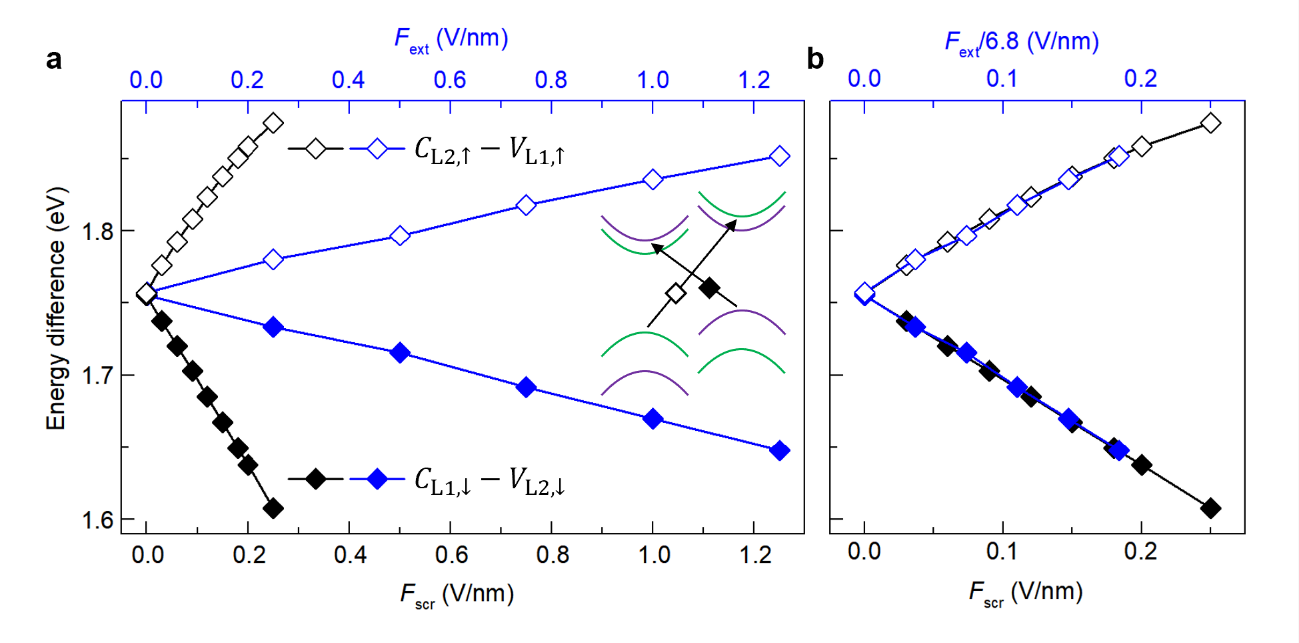 a
F_ext (V/nm)
0.0 0.2 0.4 0.6 0.8 1.0 1.2
C_L2,↑ − V_L1,↑
C_L1,↓ − V_L2,↓
Energy difference (eV)
1.8
1.7
1.6
0.0 0.2 0.4 0.6 0.8 1.0 1.2
F_scr (V/nm)
b
F_ext/6.8 (V/nm)
0.0 0.1 0.2
0.0 0.1 0.2
F_scr (V/nm)